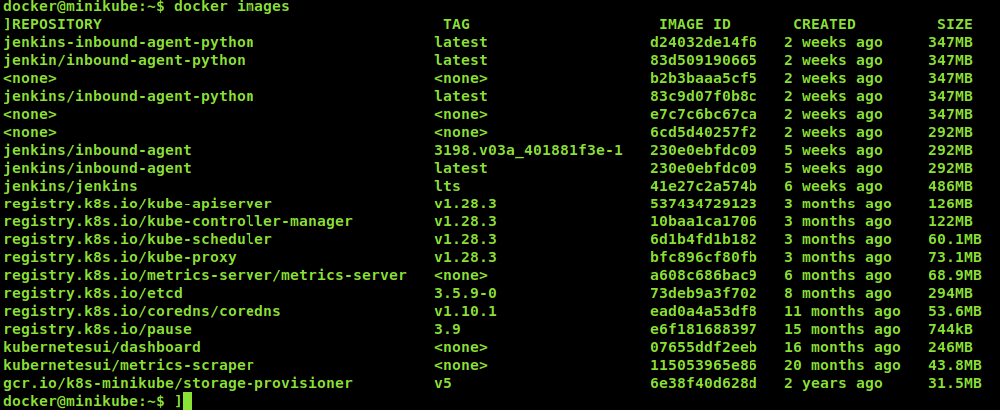 docker@minikube:~$ docker images
]REPOSITORY TAG IMAGE ID CREATED SIZE
jenkins-inbound-agent-python latest d24032de14f6 2 weeks ago 347MB
jenkin/inbound-agent-python latest 83d509190665 2 weeks ago 347MB
<none> <none> b2b3baaa5cf5 2 weeks ago 347MB
jenkins/inbound-agent-python latest 83c9d07f0b8c 2 weeks ago 347MB
<none> <none> e7c7c6bc67ca 2 weeks ago 347MB
<none> <none> 6cd5d40257f2 2 weeks ago 292MB
jenkins/inbound-agent 3198.v03a_401881f3e-1 230e0ebfdc09 5 weeks ago 292MB
jenkins/inbound-agent latest 230e0ebfdc09 5 weeks ago 292MB
jenkins/jenkins lts 41e27c2a574b 6 weeks ago 486MB
registry.k8s.io/kube-apiserver v1.28.3 537434729123 3 months ago 126MB
registry.k8s.io/kube-controller-manager v1.28.3 10baa1ca1706 3 months ago 122MB
registry.k8s.io/kube-scheduler v1.28.3 6d1b4fd1b182 3 months ago 60.1MB
registry.k8s.io/kube-proxy v1.28.3 bfc896cf80fb 3 months ago 73.1MB
registry.k8s.io/metrics-server/metrics-server <none> a608c686bac9 6 months ago 68.9MB
registry.k8s.io/etcd 3.5.9-0 73deb9a3f702 8 months ago 294MB
registry.k8s.io/coredns/coredns v1.10.1 ead0a4a53df8 11 months ago 53.6MB
registry.k8s.io/pause 3.9 e6f181688397 15 months ago 744kB
kubernetesui/dashboard <none> 07655ddf2eeb 16 months ago 246MB
kubernetesui/metrics-scraper <none> 115053965e86 20 months ago 43.8MB
gcr.io/k8s-minikube/storage-provisioner v5 6e38f40d628d 2 years ago 31.5MB
docker@minikube:~$ ]